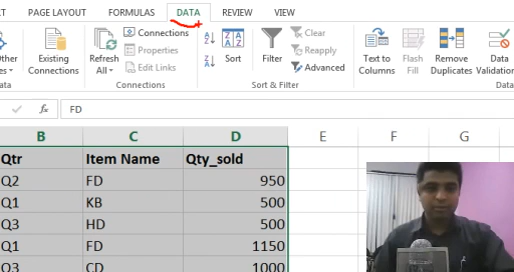 PAGE LAYOUT FORMULAS DATA REVIEW VIEW
Existing Connections
Refresh All
Connections
Properties
Edit Links
Connections
Sort
Filter
Clear
Reapply
Advanced
Sort & Filter
Text to Columns
Flash Fill
Remove Duplicates
Data
FD
B C D E F G
Qtr Item Name Qty_sold
Q2 FD 950
Q1 KB 500
Q3 HD 500
Q1 FD 1150
Q3 CD 1000